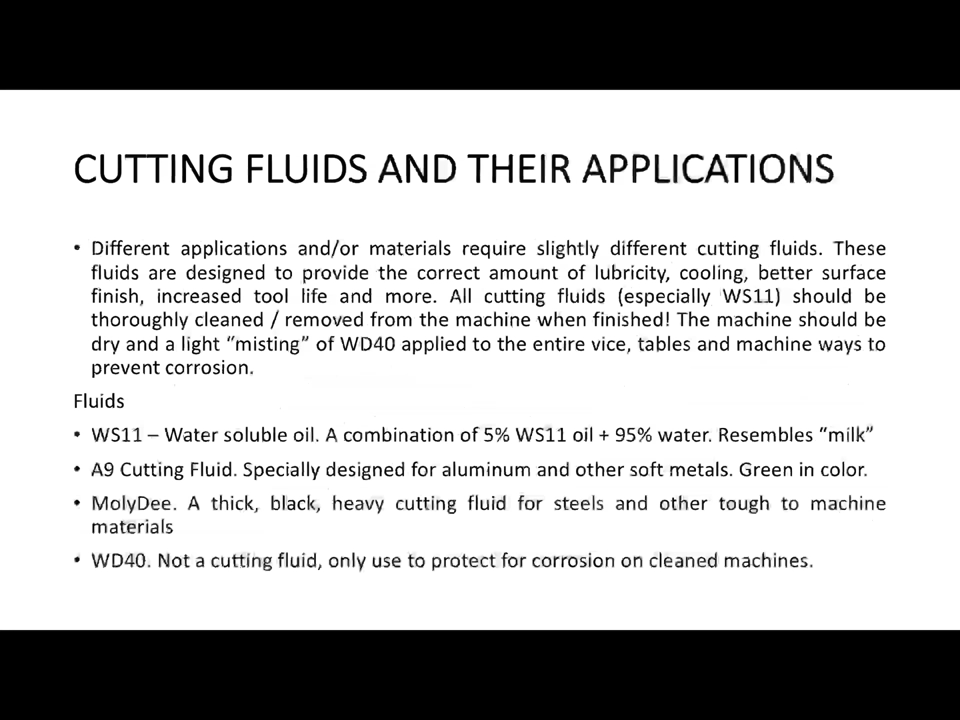 CUTTING FLUIDS AND THEIR APPLICATIONS
• Different applications and/or materials require slightly different cutting fluids. These
fluids are designed to provide the correct amount of lubricity, cooling, better surface
finish, increased tool life and more. All cutting fluids (especially WS11) should be
thoroughly cleaned / removed from the machine when finished! The machine should be
dry and a light “misting” of WD40 applied to the entire vice, tables and machine ways to
prevent corrosion.
Fluids
• WS11 – Water soluble oil. A combination of 5% WS11 oil + 95% water. Resembles “milk”
• A9 Cutting Fluid. Specially designed for aluminum and other soft metals. Green in color.
• MolyDee. A thick, black, heavy cutting fluid for steels and other tough to machine
materials
• WD40. Not a cutting fluid, only use to protect for corrosion on cleaned machines.